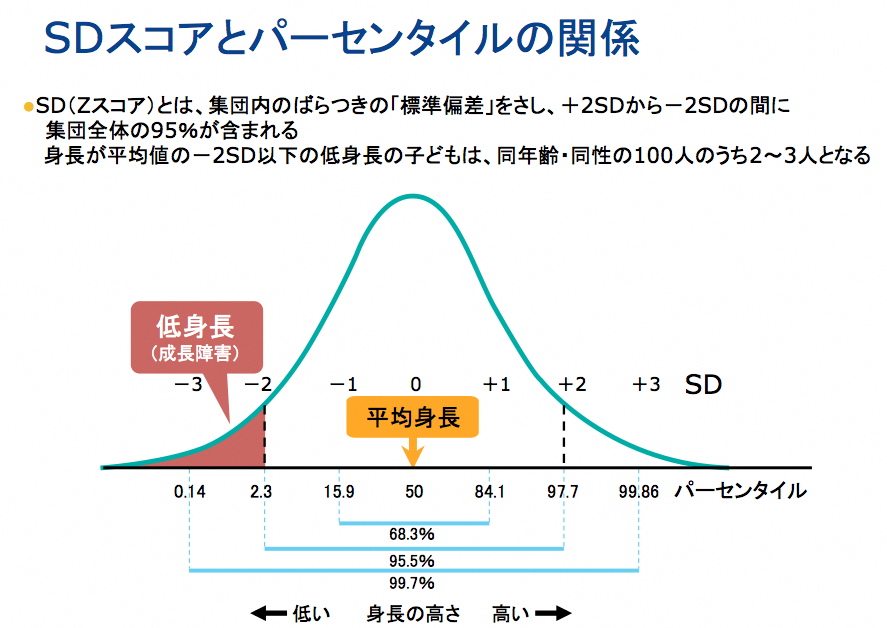 SDスコアとパーセンタイルの関係
●SD(Zスコア)とは、集団内のばらつきの「標準偏差」をさし、+2SDから-2SDの間に
集団全体の95%が含まれる
身長が平均値の-2SD以下の低身長の子どもは、同年齢・同性の100人のうち2~3人となる
低身長
(成長障害)
-3 -2 -1 0 +1 +2 +3 SD
平均身長
0.14 2.3 15.9 50 84.1 97.7 99.86 パーセンタイル
68.3%
95.5%
99.7%
低い 身長の高さ 高い